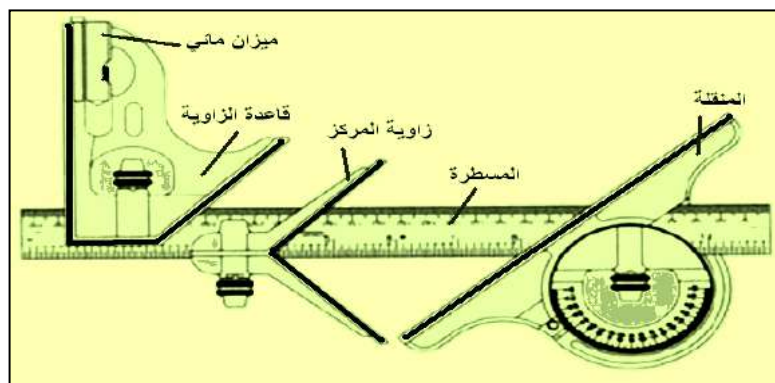 ميزان مائي
قاعدة الزاوية
زاوية المركز
المسطرة
المنقلة